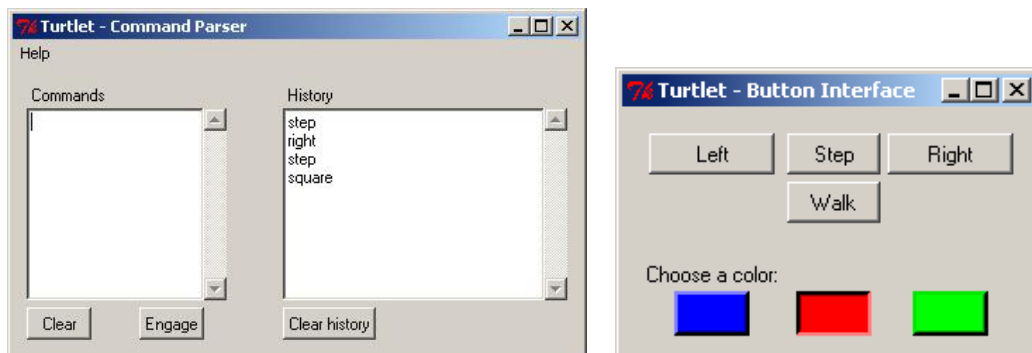 Turtlet - Command Parser
Help
Commands
History
step
right
step
square
Clear
Engage
Clear history
Turtlet - Button Interface
Left
Step
Right
Walk
Choose a color: